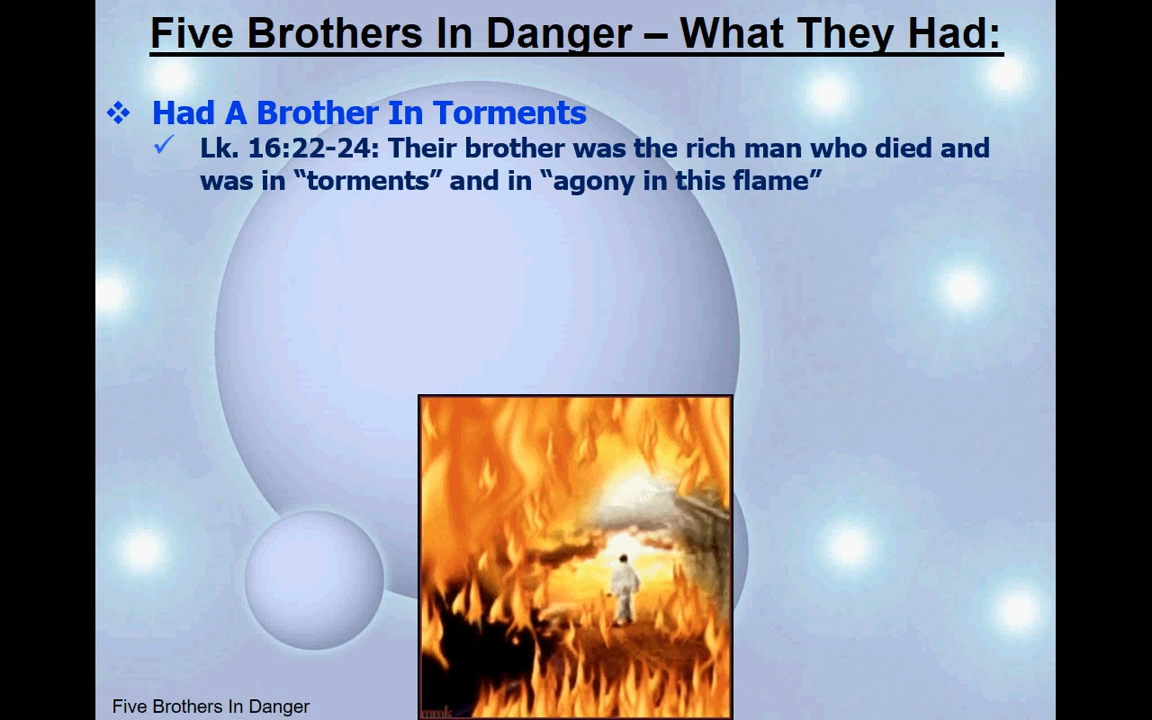 Five Brothers In Danger – What They Had:
Had A Brother In Torments
Lk. 16:22-24: Their brother was the rich man who died and
was in “torments” and in “agony in this flame”
Five Brothers In Danger